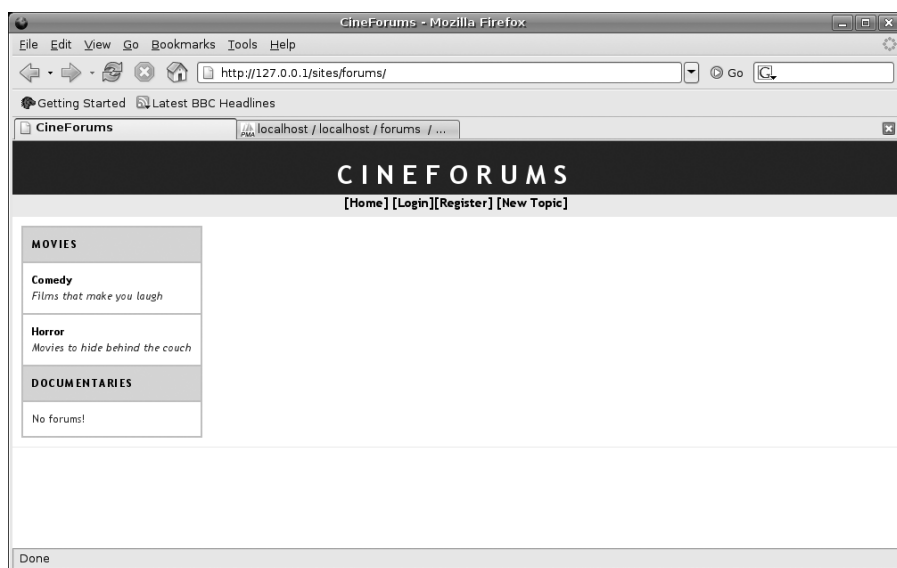 CineForums - Mozilla Firefox
File Edit View Go Bookmarks Tools Help
http://127.0.0.1/sites/forums/ Go G
Getting Started Latest BBC Headlines
CineForums PMA localhost / localhost / forums / ...
CINEFORUMS
[Home] [Login][Register] [New Topic]
MOVIES
Comedy
Films that make you laugh
Horror
Movies to hide behind the couch
DOCUMENTARIES
No forums!
Done